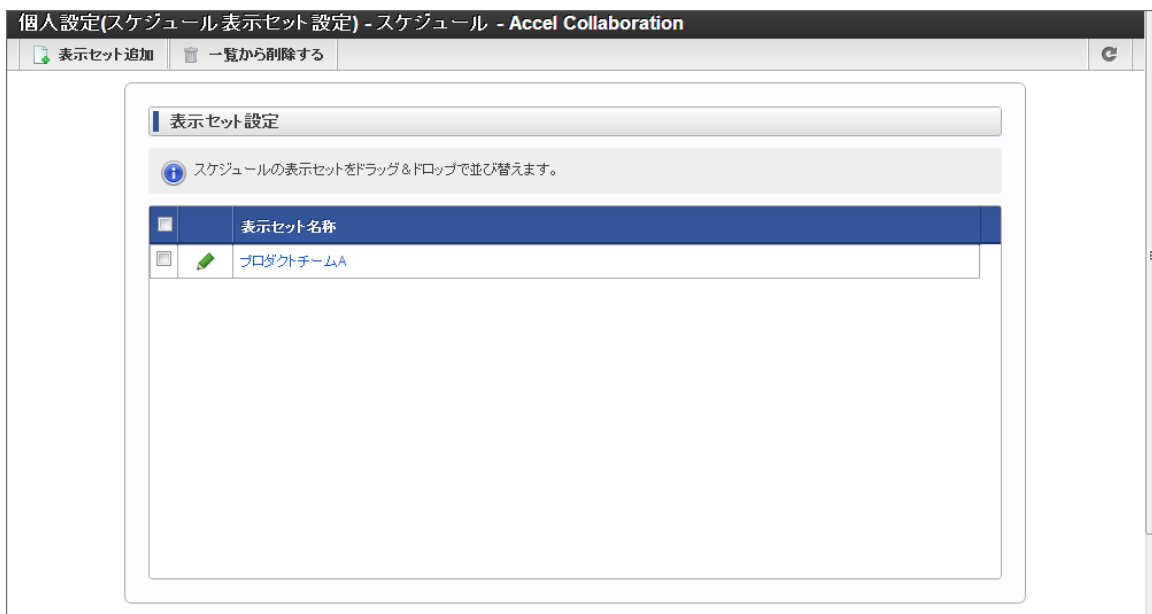 個人設定(スケジュール表示セット設定) - スケジュール - Accel Collaboration
表示セット追加 一覧から削除する
表示セット設定
スケジュールの表示セットをドラッグ&ドロップで並び替えます。
表示セット名称
プロダクトチームA